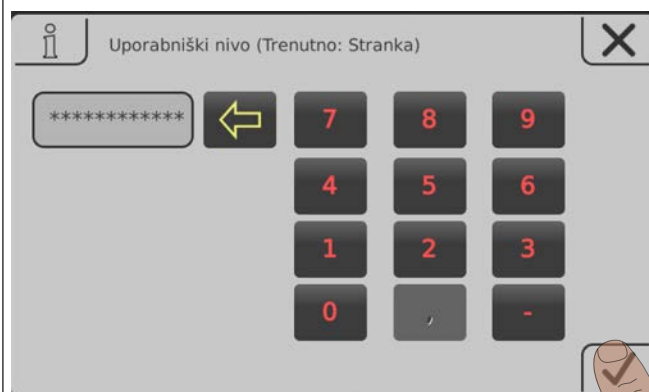 i
Uporabniški nivo (Trenutno: Stranka)
************
7 8 9
4 5 6
1 2 3
0 , -